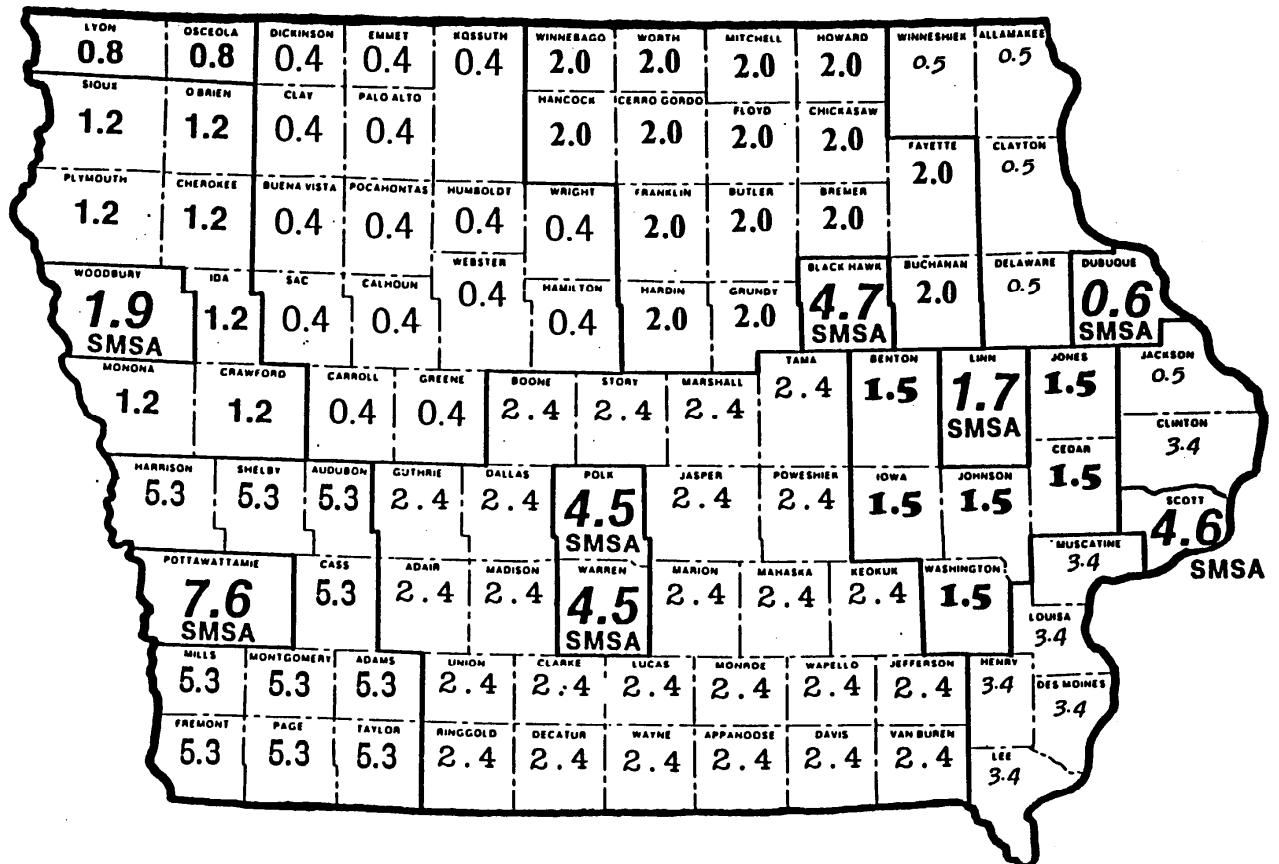 LYON OSCEOLA DICKINSON EMMET KOSSUTH WINNEBAGO WORTH MITCHELL HOWARD WINNESHIEK ALLAMAKEE
0.8 0.8 0.4 0.4 0.4 2.0 2.0 2.0 2.0 0.5 0.5
SIOUX O BRIEN CLAY PALO ALTO HANCOCK CERRO GORDO FLOYD CHICKASAW
1.2 1.2 0.4 0.4 2.0 2.0 2.0 2.0
FAYETTE CLAYTON
2.0 0.5
PLYMOUTH CHEROKEE BUENA VISTA POCAHONTAS HUMBOLDT WRIGHT FRANKLIN BUTLER BREMER
1.2 1.2 0.4 0.4 0.4 0.4 2.0 2.0 2.0
WOODBURY IDA SAC CALHOUN WEBSTER HAMILTON HARDIN GRUNDY BLACK HAWK BUCHANAN DELAWARE DUBUQUE
1.9 1.2 0.4 0.4 0.4 0.4 2.0 2.0 4.7 2.0 0.5 0.6
SMSA SMSA SMSA
MONONA CRAWFORD CARROLL GREENE BOONE STORY MARSHALL TAMA BENTON LINN JONES JACKSON
1.2 1.2 0.4 0.4 2.4 2.4 2.4 2.4 1.5 1.7 1.5 0.5
SMSA
CLINTON
3.4
CEDAR
1.5
HARRISON SHELBY AUDUBON GUTHRIE DALLAS POLK JASPER POWESHIEK IOWA JOHNSON SCOTT
5.3 5.3 5.3 2.4 2.4 4.5 2.4 2.4 1.5 1.5 4.6
SMSA SMSA
POTTAWATTAMIE CASS ADAIR MADISON WARREN MARION MAHASKA KEOKUK WASHINGTON MUSCATINE
7.6 5.3 2.4 2.4 4.5 2.4 2.4 2.4 1.5 3.4
SMSA SMSA
LOUISA
3.4
MILLS MONTGOMERY ADAMS UNION CLARKE LUCAS MONROE WAPELLO JEFFERSON HENRY DES MOINES
5.3 5.3 5.3 2.4 2.4 2.4 2.4 2.4 2.4 3.4 3.4
FREMONT PAGE TAYLOR RINGGOLD DECATUR WAYNE APPANOOSE DAVIS VAN BUREN LEE
5.3 5.3 5.3 2.4 2.4 2.4 2.4 2.4 2.4 3.4